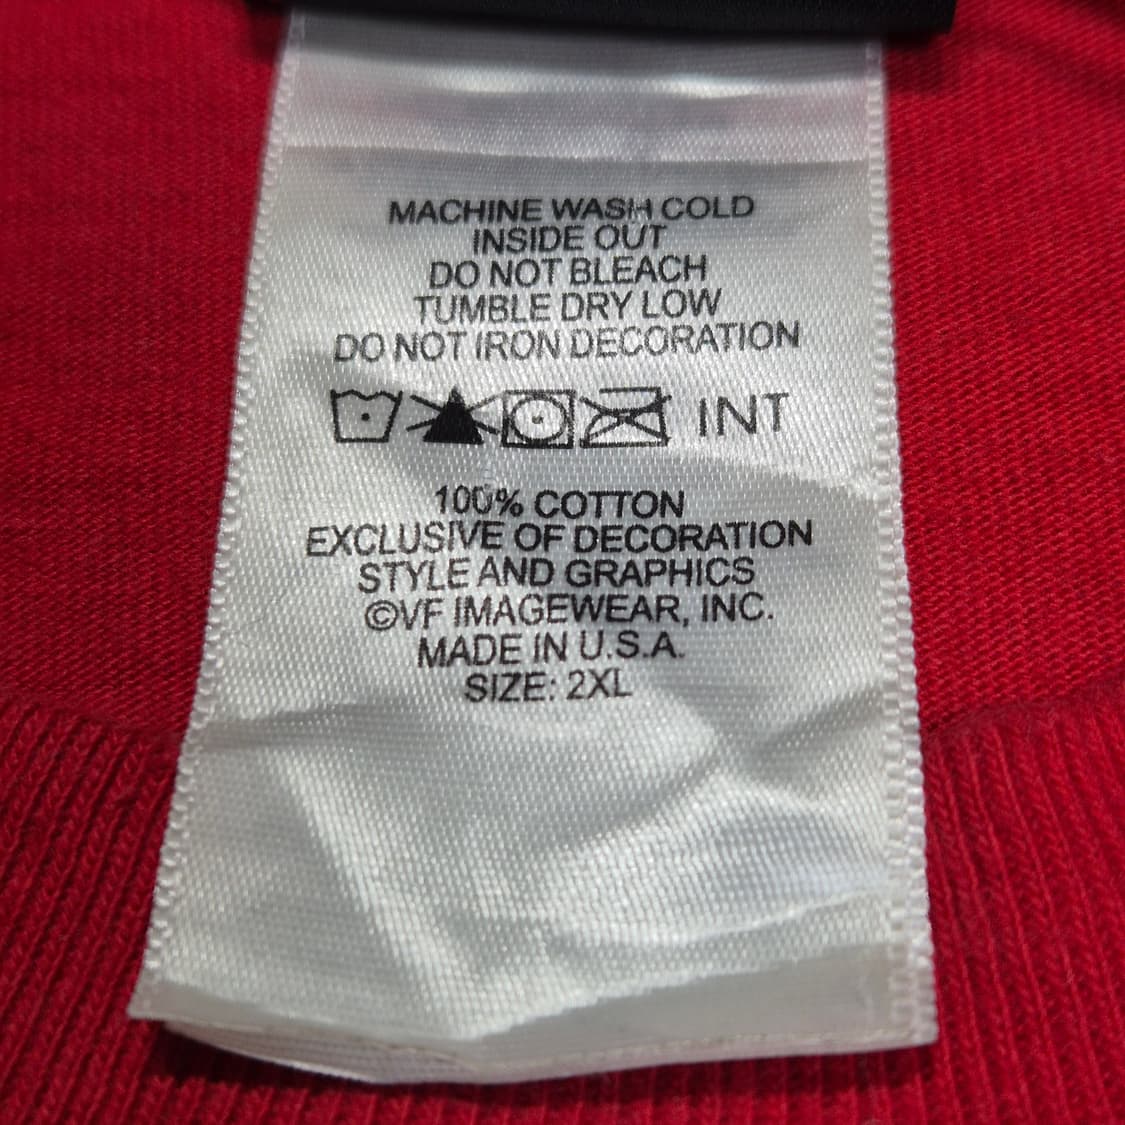 MACHINE WASH COLD
INSIDE OUT
DO NOT BLEACH
TUMBLE DRY LOW
DO NOT IRON DECORATION
INT
100% COTTON
EXCLUSIVE OF DECORATION
STYLE AND GRAPHICS
©VF IMAGEWEAR, INC.
MADE IN U.S.A.
SIZE: 2XL